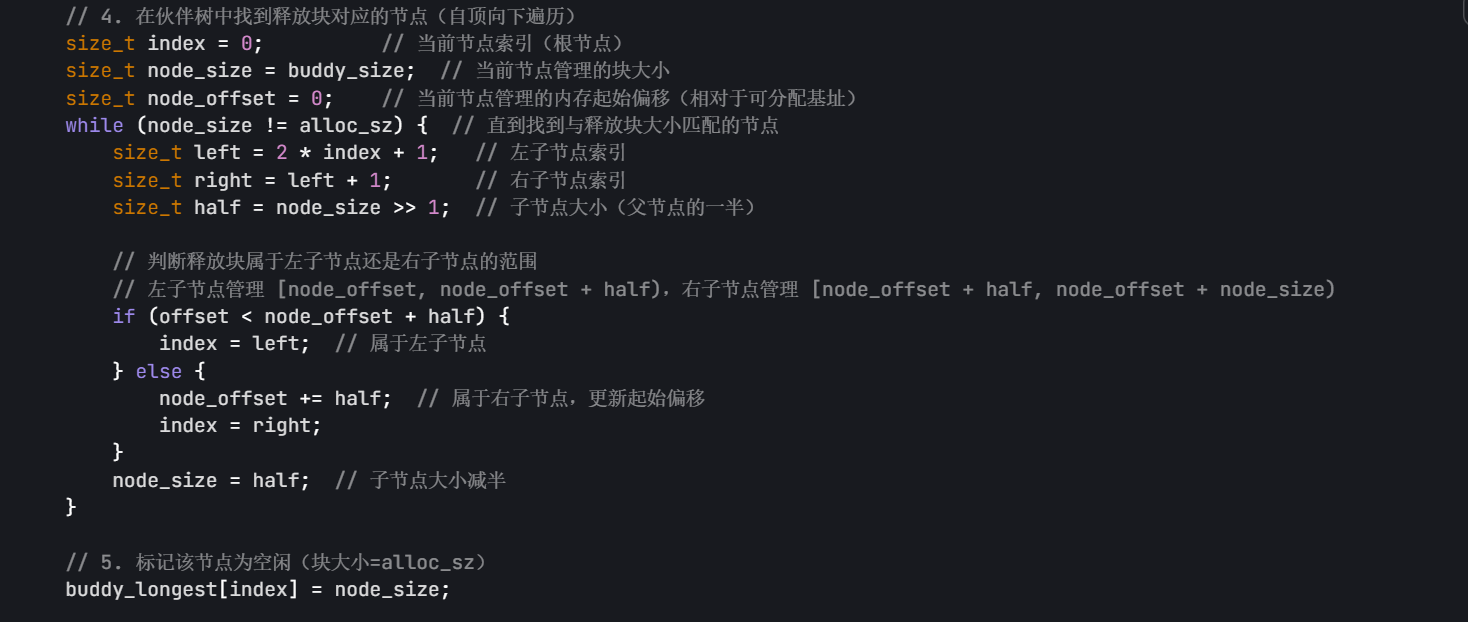 // 4. 在伙伴树中找到释放块对应的节点（自顶向下遍历）
size_t index = 0;          // 当前节点索引（根节点）
size_t node_size = buddy_size;  // 当前节点管理的块大小
size_t node_offset = 0;    // 当前节点管理的内存起始偏移（相对于可分配基址）
while (node_size != alloc_sz) {  // 直到找到与释放块大小匹配的节点
    size_t left = 2 * index + 1;   // 左子节点索引
    size_t right = left + 1;       // 右子节点索引
    size_t half = node_size >> 1;  // 子节点大小（父节点的一半）

    // 判断释放块属于左子节点还是右子节点的范围
    // 左子节点管理 [node_offset, node_offset + half)，右子节点管理 [node_offset + half, node_offset + node_size)
    if (offset < node_offset + half) {
        index = left;  // 属于左子节点
    } else {
        node_offset += half;  // 属于右子节点，更新起始偏移
        index = right;
    }
    node_size = half;  // 子节点大小减半
}

// 5. 标记该节点为空闲（块大小=alloc_sz）
buddy_longest[index] = node_size;